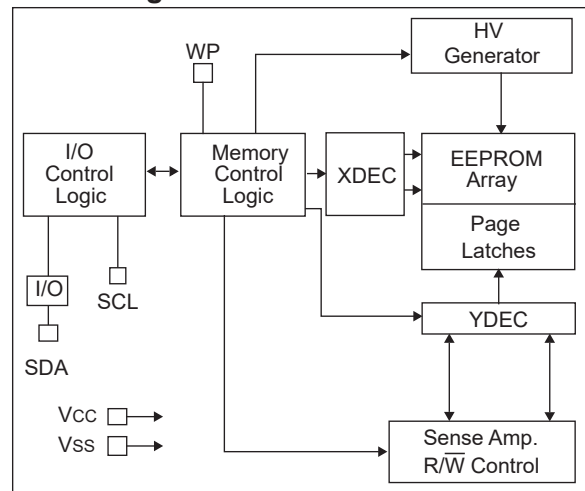 HV
Generator
WP
I/O
Control
Logic
Memory
Control
Logic
XDEC
EEPROM
Array
Page
Latches
I/O
SCL
SDA
YDEC
Vcc
Vss
Sense Amp.
R/W̅ Control